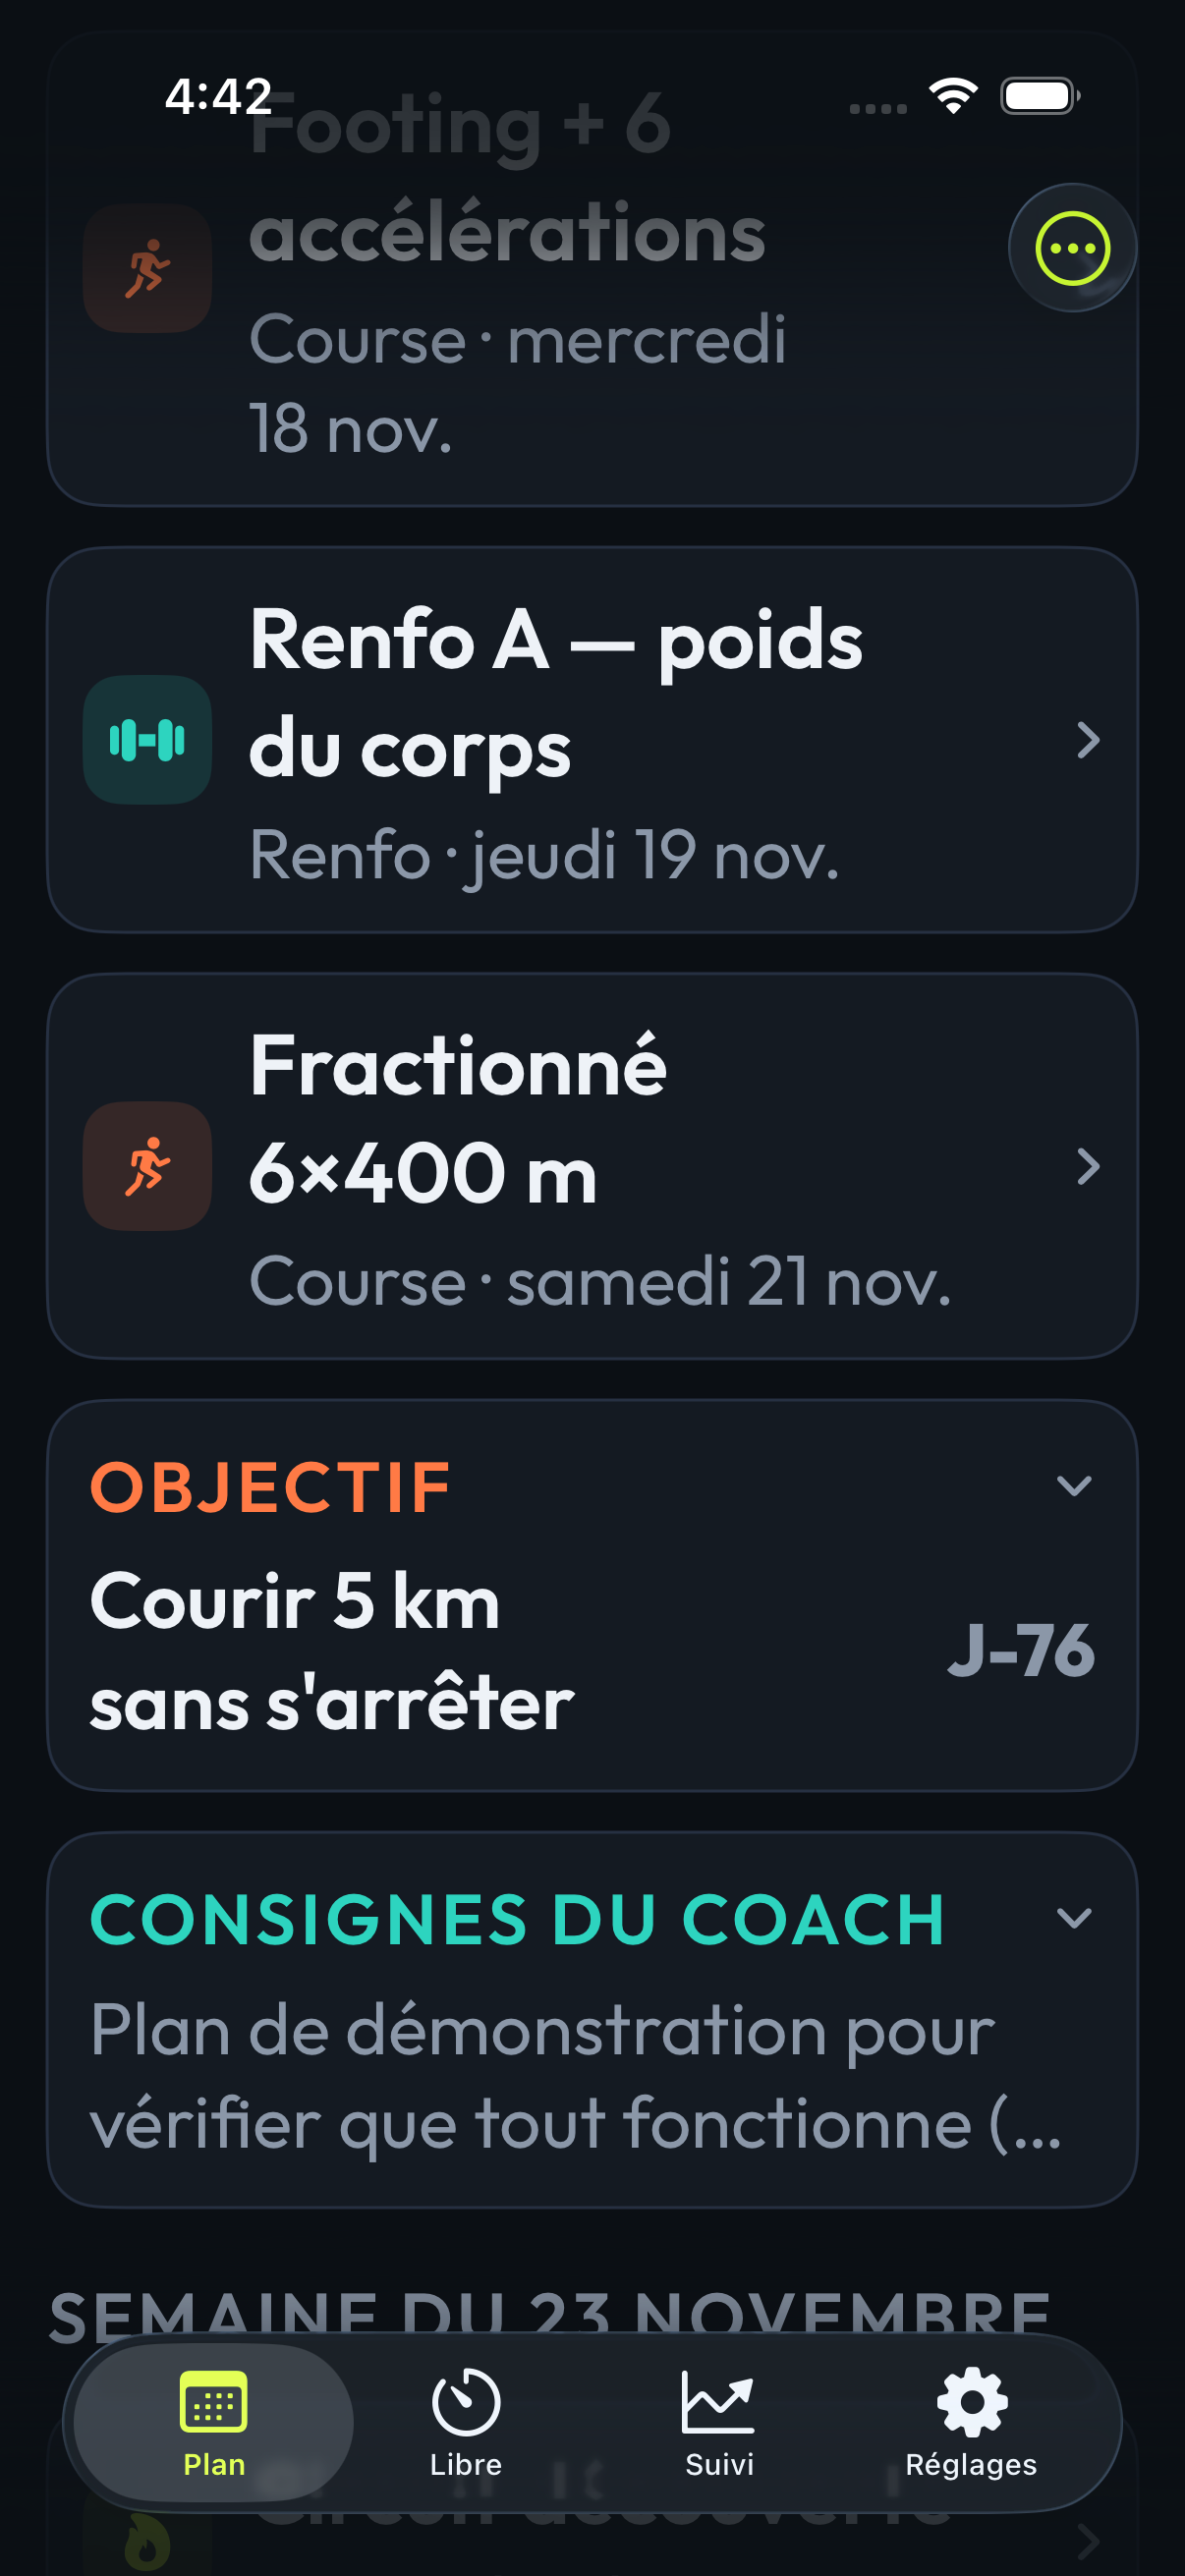 4:42
Footing + 6
accélérations
Course · mercredi
18 nov.
Renfo A — poids
du corps
Renfo · jeudi 19 nov.
Fractionné
6×400 m
Course · samedi 21 nov.
OBJECTIF
Courir 5 km
sans s'arrêter
J-76
CONSIGNES DU COACH
Plan de démonstration pour
vérifier que tout fonctionne (…
SEMAINE DU 23 NOVEMBRE
Circuit découverte
Plan
Libre
Suivi
Réglages